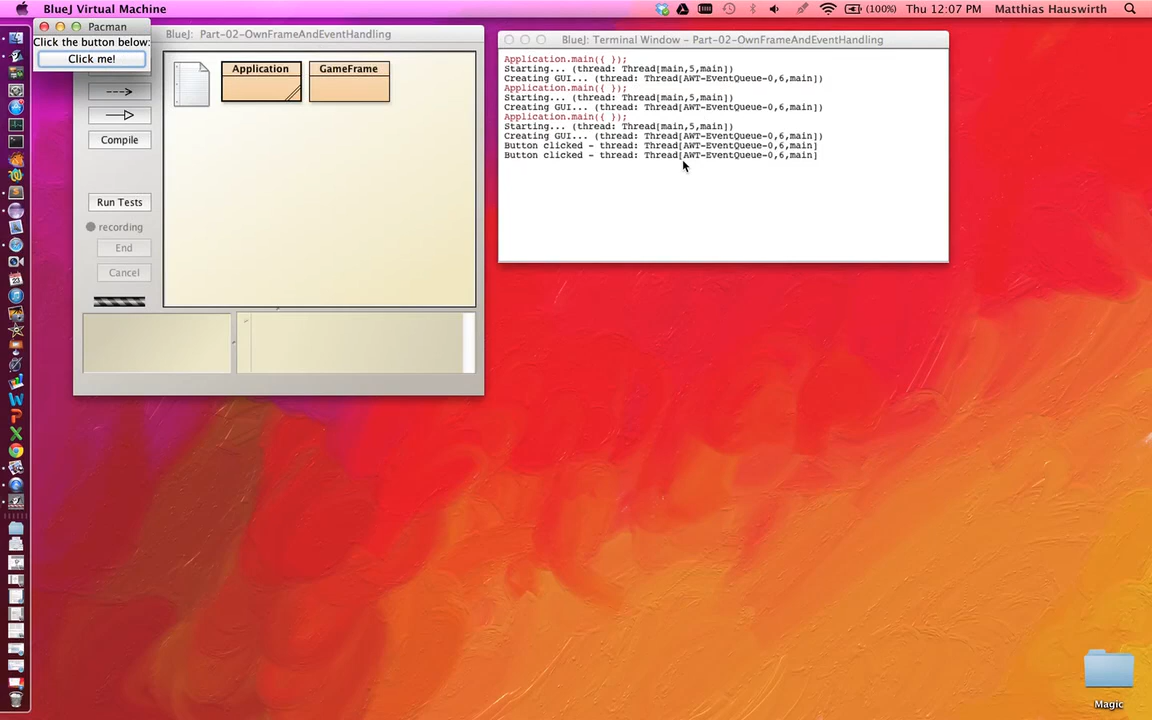 BlueJ Virtual Machine
(100%) Thu 12:07 PM Matthias Hauswirth
Pacman
Click the button below:
Click me!
BlueJ: Part-02-OwnFrameAndEventHandling
Compile
Run Tests
recording
End
Cancel
Application
GameFrame
BlueJ: Terminal Window - Part-02-OwnFrameAndEventHandling
Application.main({ });
Starting... (thread: Thread[main,5,main])
Creating GUI... (thread: Thread[AWT-EventQueue-0,6,main])
Application.main({ });
Starting... (thread: Thread[main,5,main])
Creating GUI... (thread: Thread[AWT-EventQueue-0,6,main])
Application.main({ });
Starting... (thread: Thread[main,5,main])
Creating GUI... (thread: Thread[AWT-EventQueue-0,6,main])
Button clicked - thread: Thread[AWT-EventQueue-0,6,main]
Button clicked - thread: Thread[AWT-EventQueue-0,6,main]
Magic